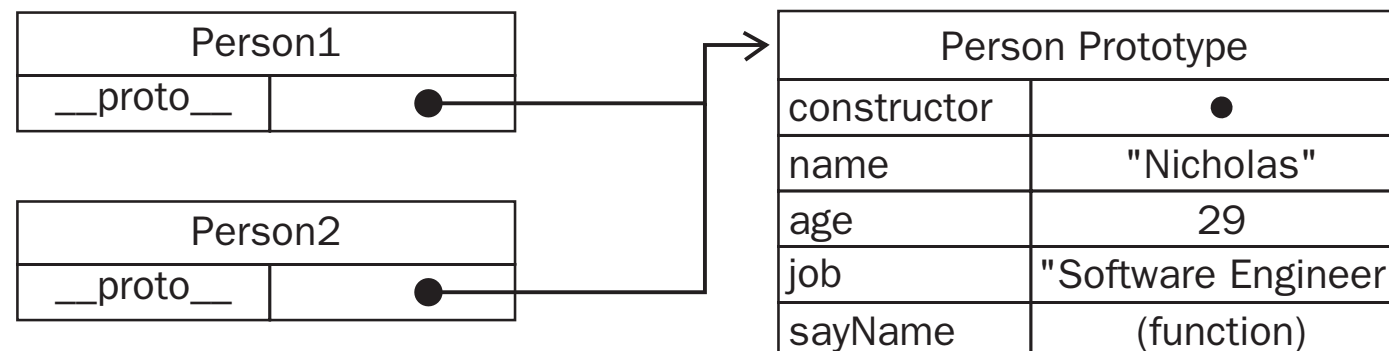 Person1
__proto__
Person2
__proto__
Person Prototype
constructor
name "Nicholas"
age 29
job "Software Engineer
sayName (function)